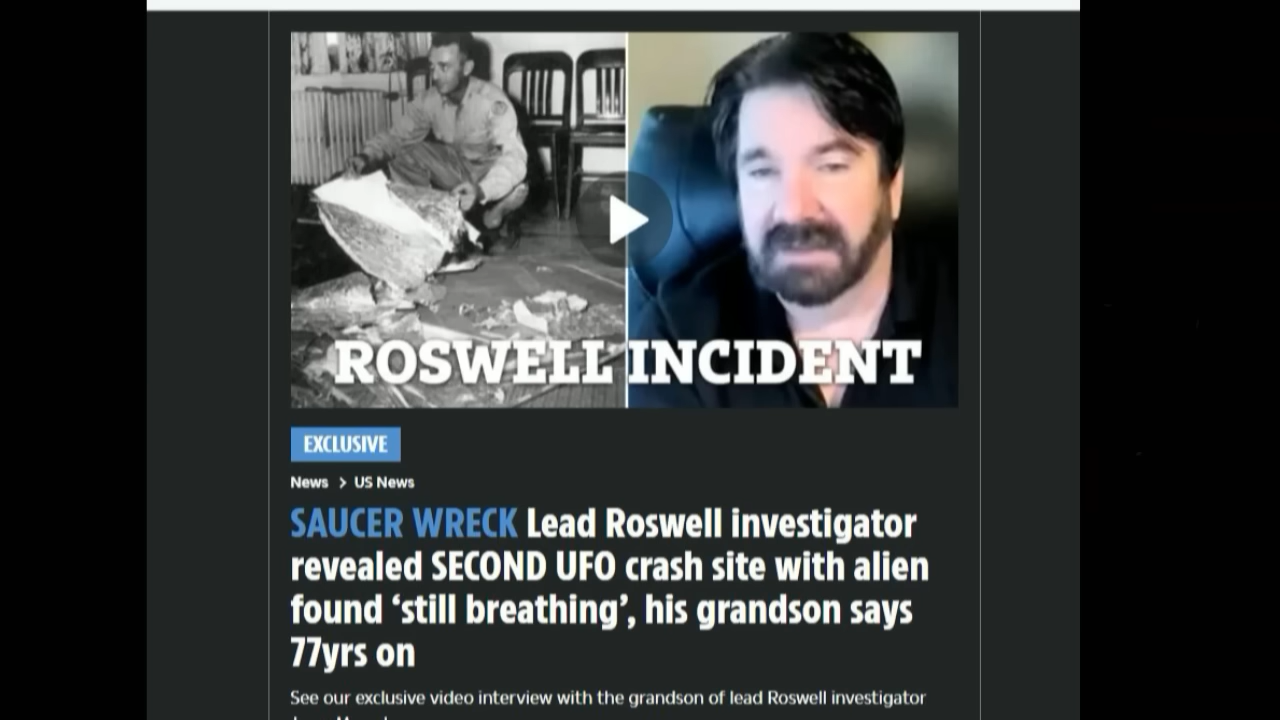 ROSWELL INCIDENT
EXCLUSIVE
News > US News
SAUCER WRECK Lead Roswell investigator
revealed SECOND UFO crash site with alien
found ‘still breathing’, his grandson says
77yrs on
See our exclusive video interview with the grandson of lead Roswell investigator